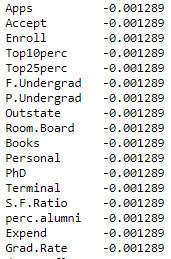 Apps -0.001289
Accept -0.001289
Enroll -0.001289
Top10perc -0.001289
Top25perc -0.001289
F.Undergrad -0.001289
P.Undergrad -0.001289
Outstate -0.001289
Room.Board -0.001289
Books -0.001289
Personal -0.001289
PhD -0.001289
Terminal -0.001289
S.F.Ratio -0.001289
perc.alumni -0.001289
Expend -0.001289
Grad.Rate -0.001289